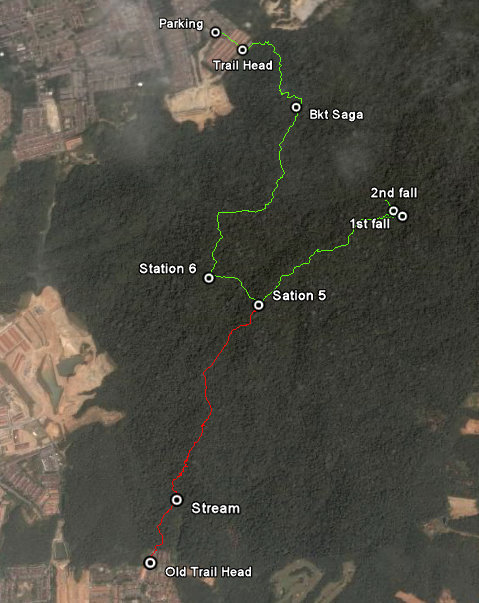 Parking
Trail Head
Bkt Saga
2nd fall
1st fall
Station 6
Sation 5
Stream
Old Trail Head